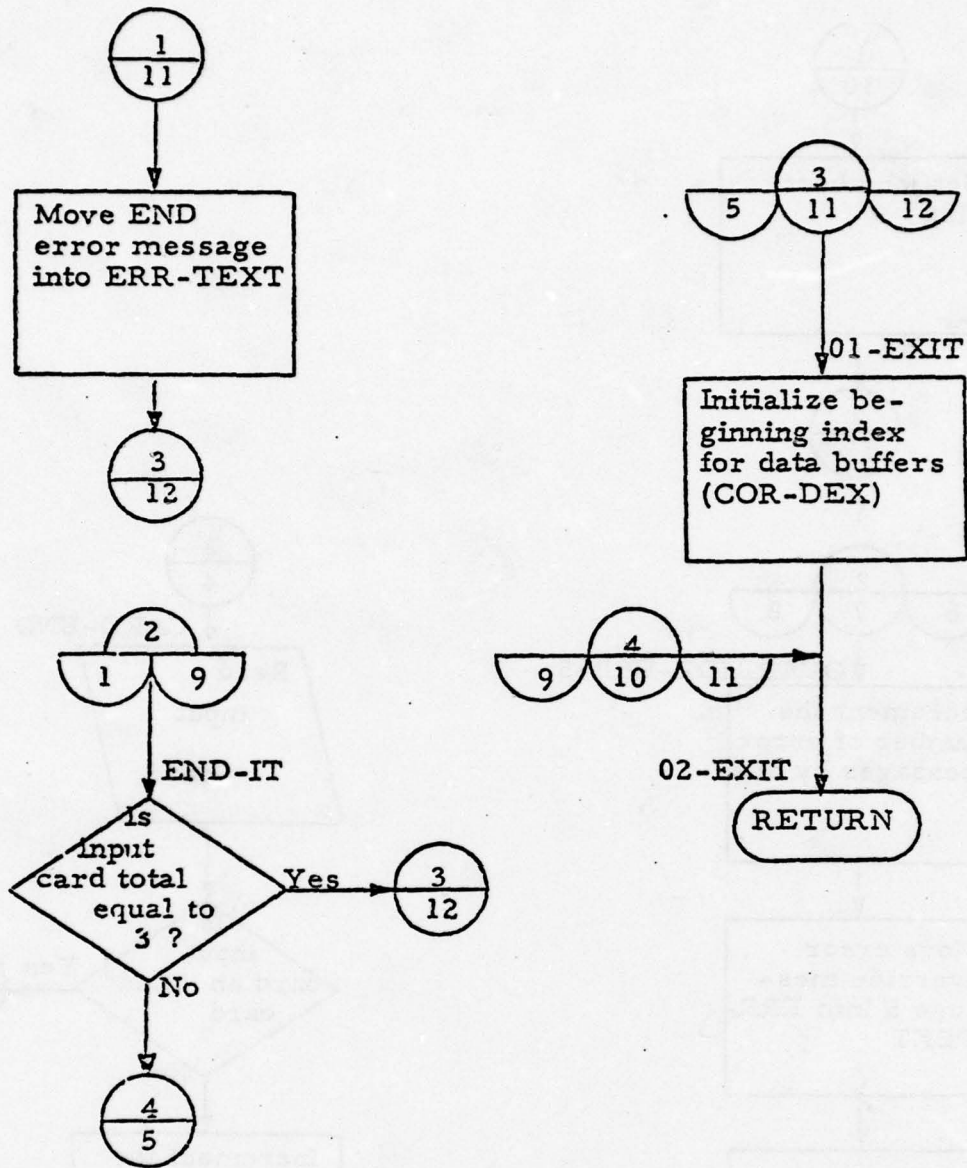 1
11
Move END
error message
into ERR-TEXT
3
12
2
1 9
END-IT
Is
input
card total
equal to
3 ?
Yes
3
12
No
4
5
3
5 11 12
01-EXIT
Initialize be-
ginning index
for data buffers
(COR-DEX)
4
9 10 11
02-EXIT
RETURN